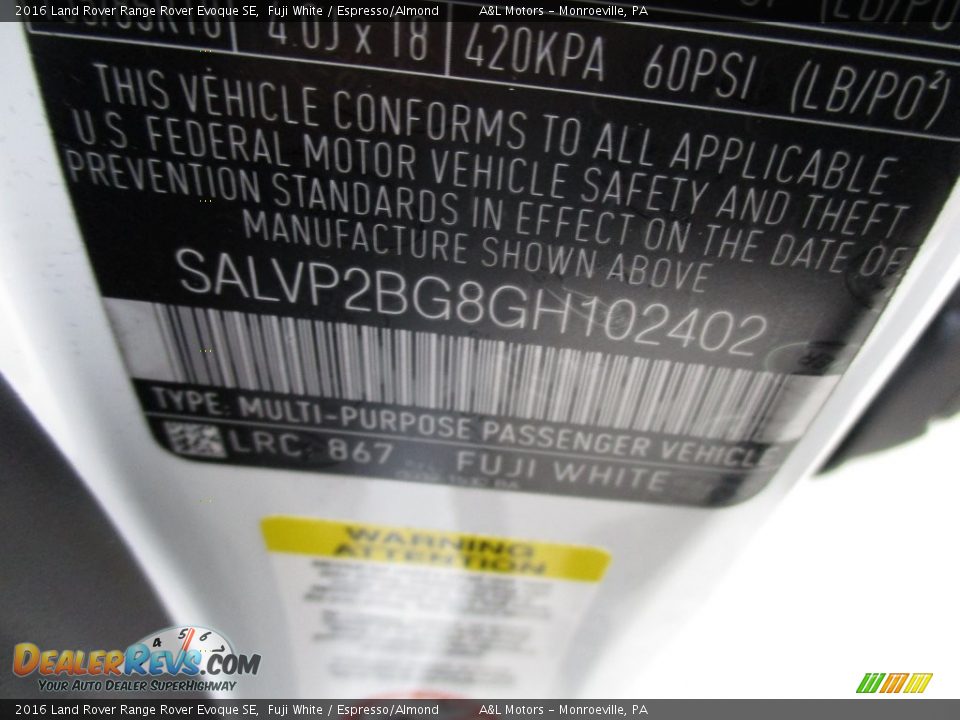 2016 Land Rover Range Rover Evoque SE, Fuji White / Espresso/Almond A&L Motors - Monroeville, PA
4.0J x 18 420KPA 60PSI (LB/PO²)
THIS VEHICLE CONFORMS TO ALL APPLICABLE
U.S. FEDERAL MOTOR VEHICLE SAFETY AND THEFT
PREVENTION STANDARDS IN EFFECT ON THE DATE OF
MANUFACTURE SHOWN ABOVE
SALVP2BG8GH102402
TYPE: MULTI-PURPOSE PASSENGER VEHICLE
LRC 867 FUJI WHITE
WARNING
ATTENTION
4 5 6
DEALERREVS.COM
YOUR AUTO DEALER SUPERHIGHWAY
2016 Land Rover Range Rover Evoque SE, Fuji White / Espresso/Almond A&L Motors - Monroeville, PA